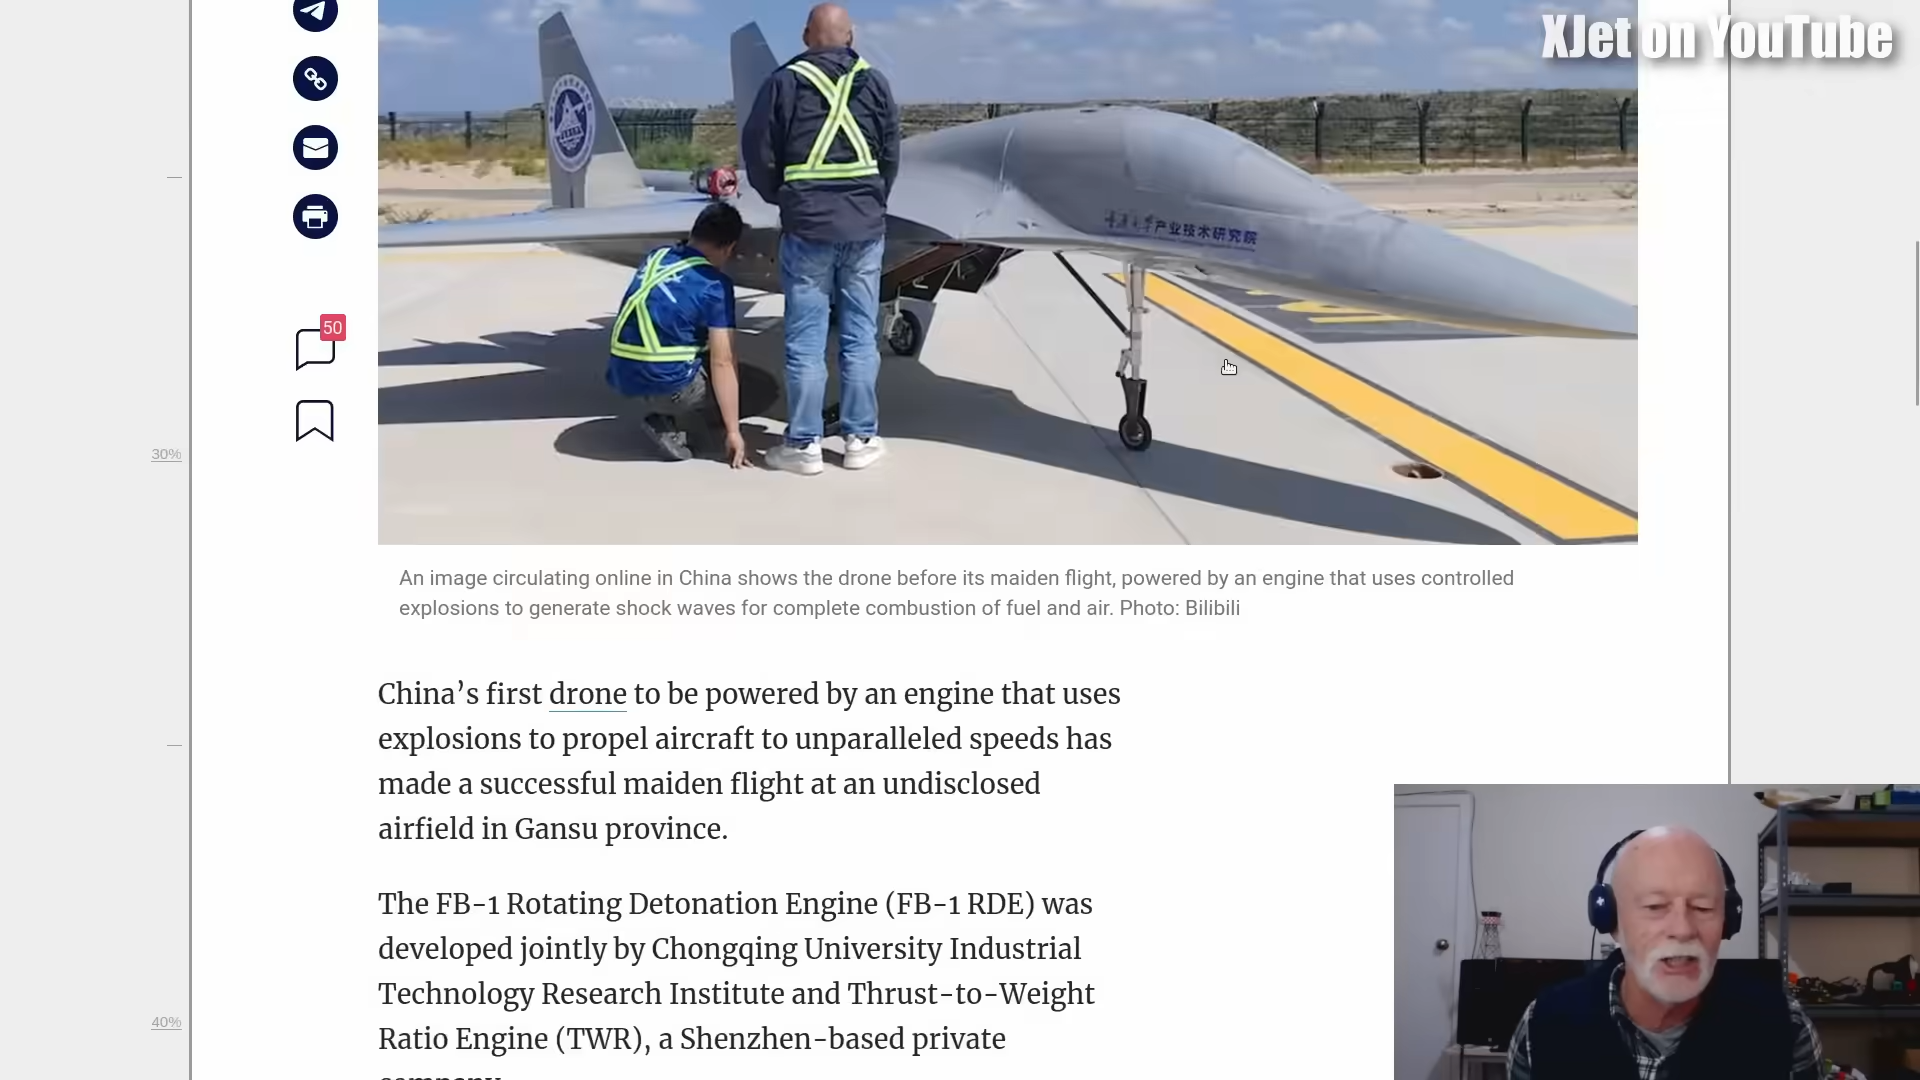 XJet on YouTube
50
产业技术研究院
30%
An image circulating online in China shows the drone before its maiden flight, powered by an engine that uses controlled
explosions to generate shock waves for complete combustion of fuel and air. Photo: Bilibili
China’s first drone to be powered by an engine that uses
explosions to propel aircraft to unparalleled speeds has
made a successful maiden flight at an undisclosed
airfield in Gansu province.
The FB-1 Rotating Detonation Engine (FB-1 RDE) was
developed jointly by Chongqing University Industrial
Technology Research Institute and Thrust-to-Weight
40%
Ratio Engine (TWR), a Shenzhen-based private